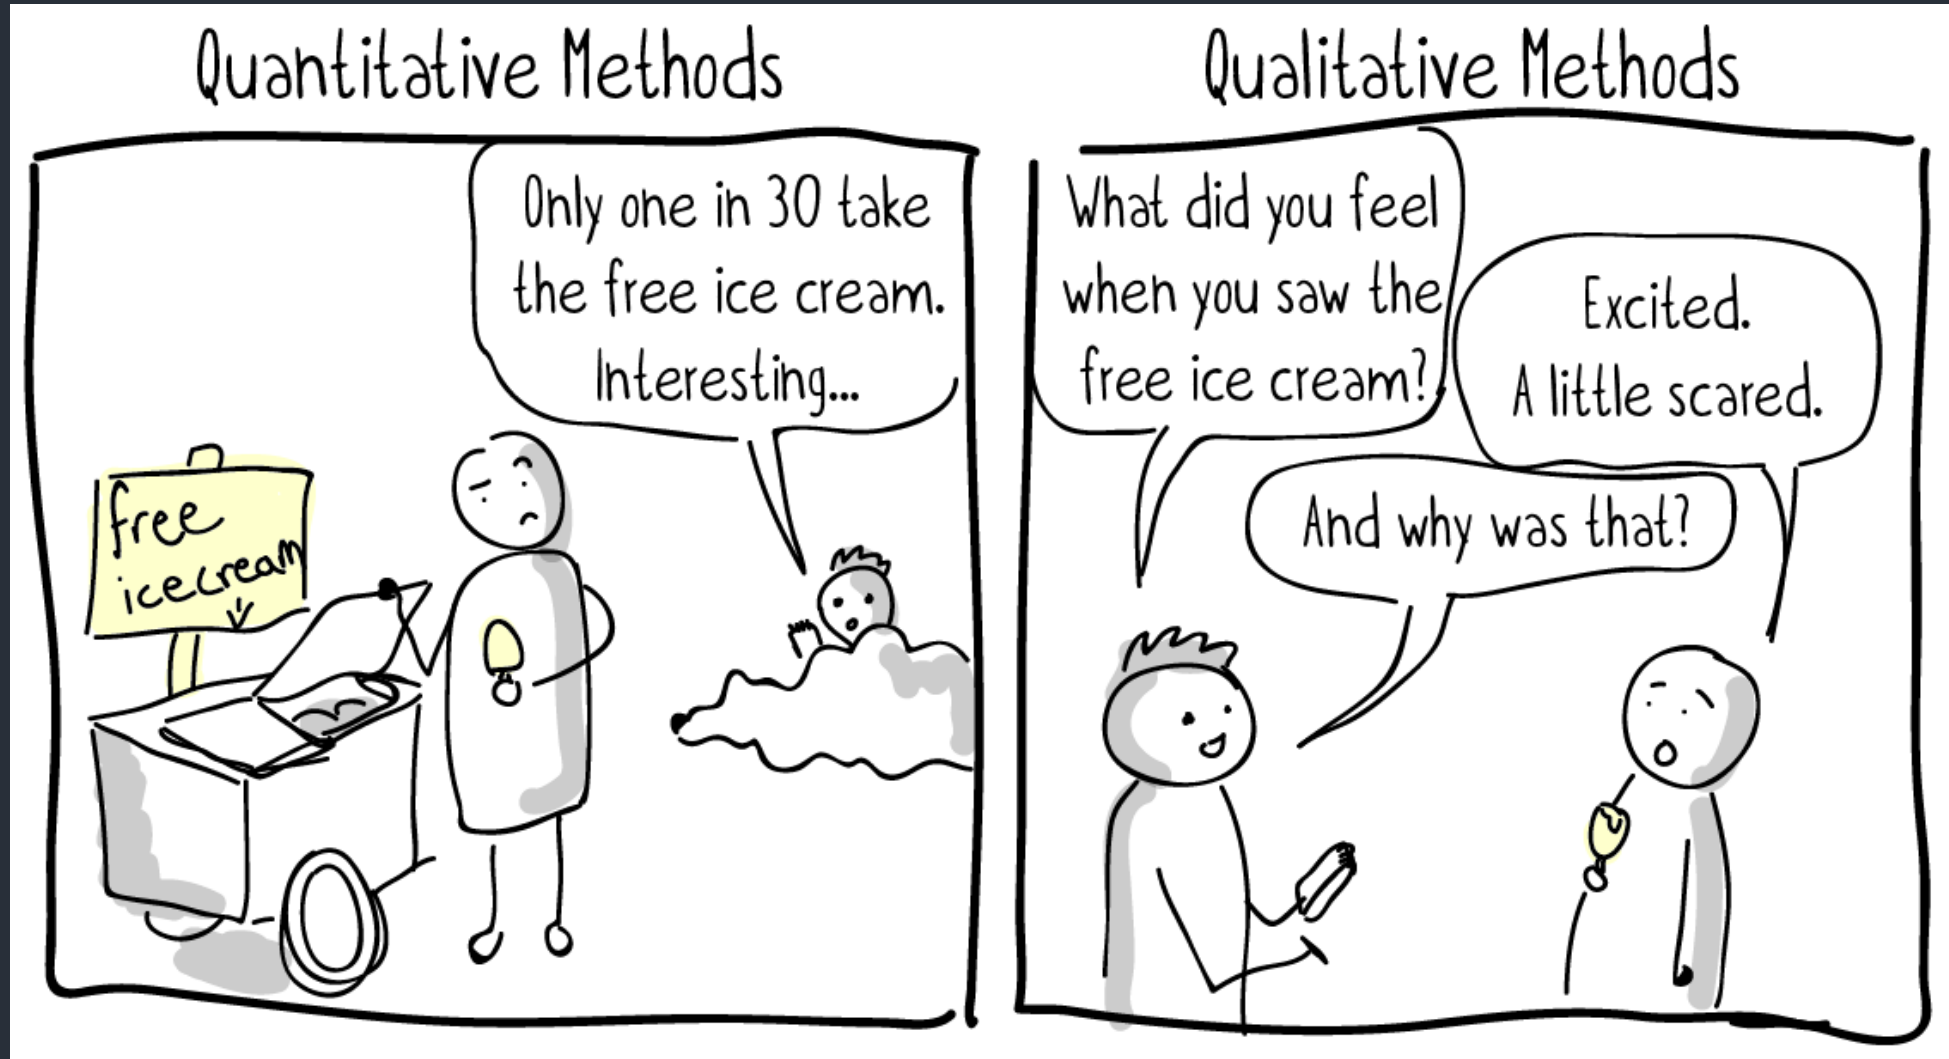 Quantitative Methods
Only one in 30 take
the free ice cream.
Interesting...
free
icecream
Qualitative Methods
What did you feel
when you saw the
free ice cream?
Excited.
A little scared.
And why was that?